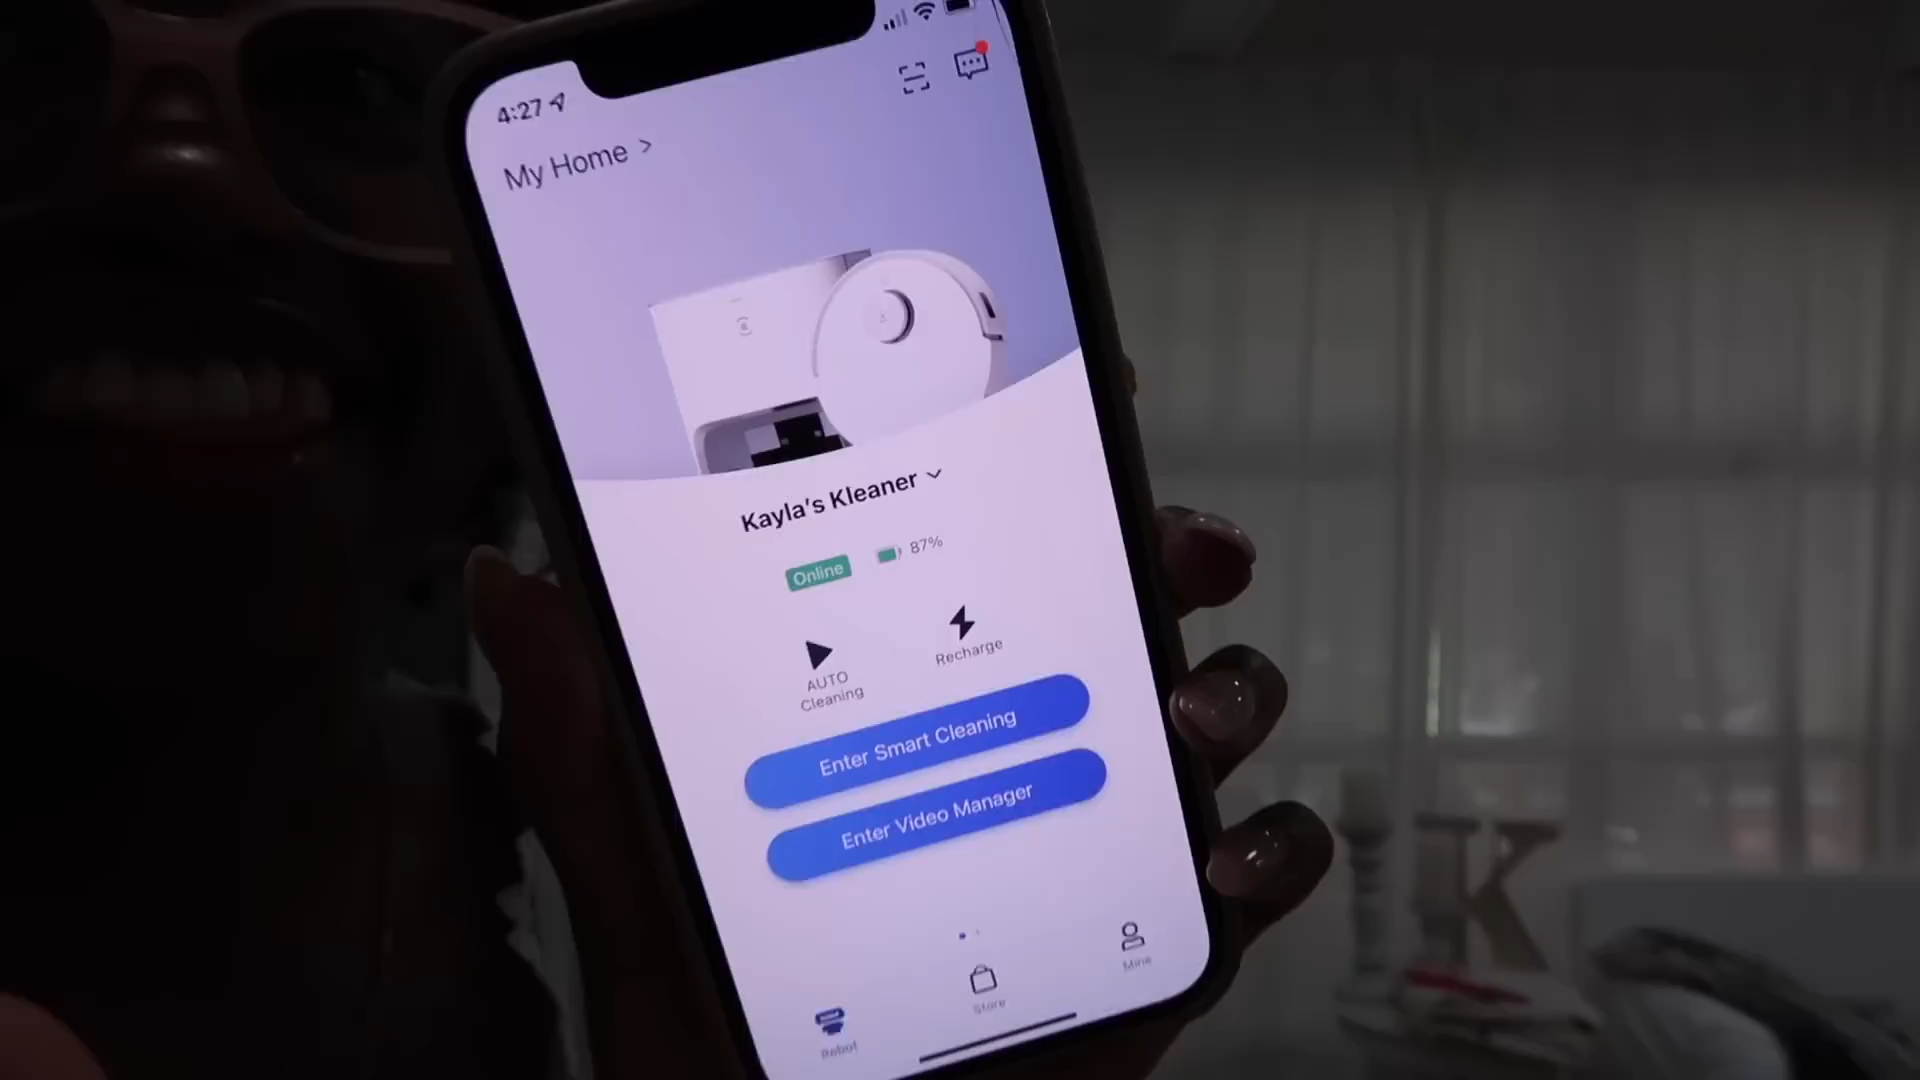 4:27
My Home >
Kayla's Kleaner
Online
87%
AUTO
Cleaning
Recharge
Enter Smart Cleaning
Enter Video Manager
Robot
Store
Mine
K